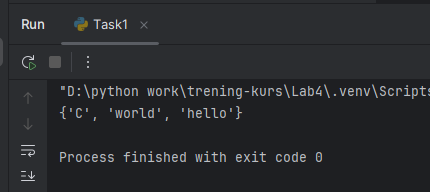 Run Task1
"D:\python work\trening-kurs\Lab4\.venv\Scripts
{'C', 'world', 'hello'}
Process finished with exit code 0